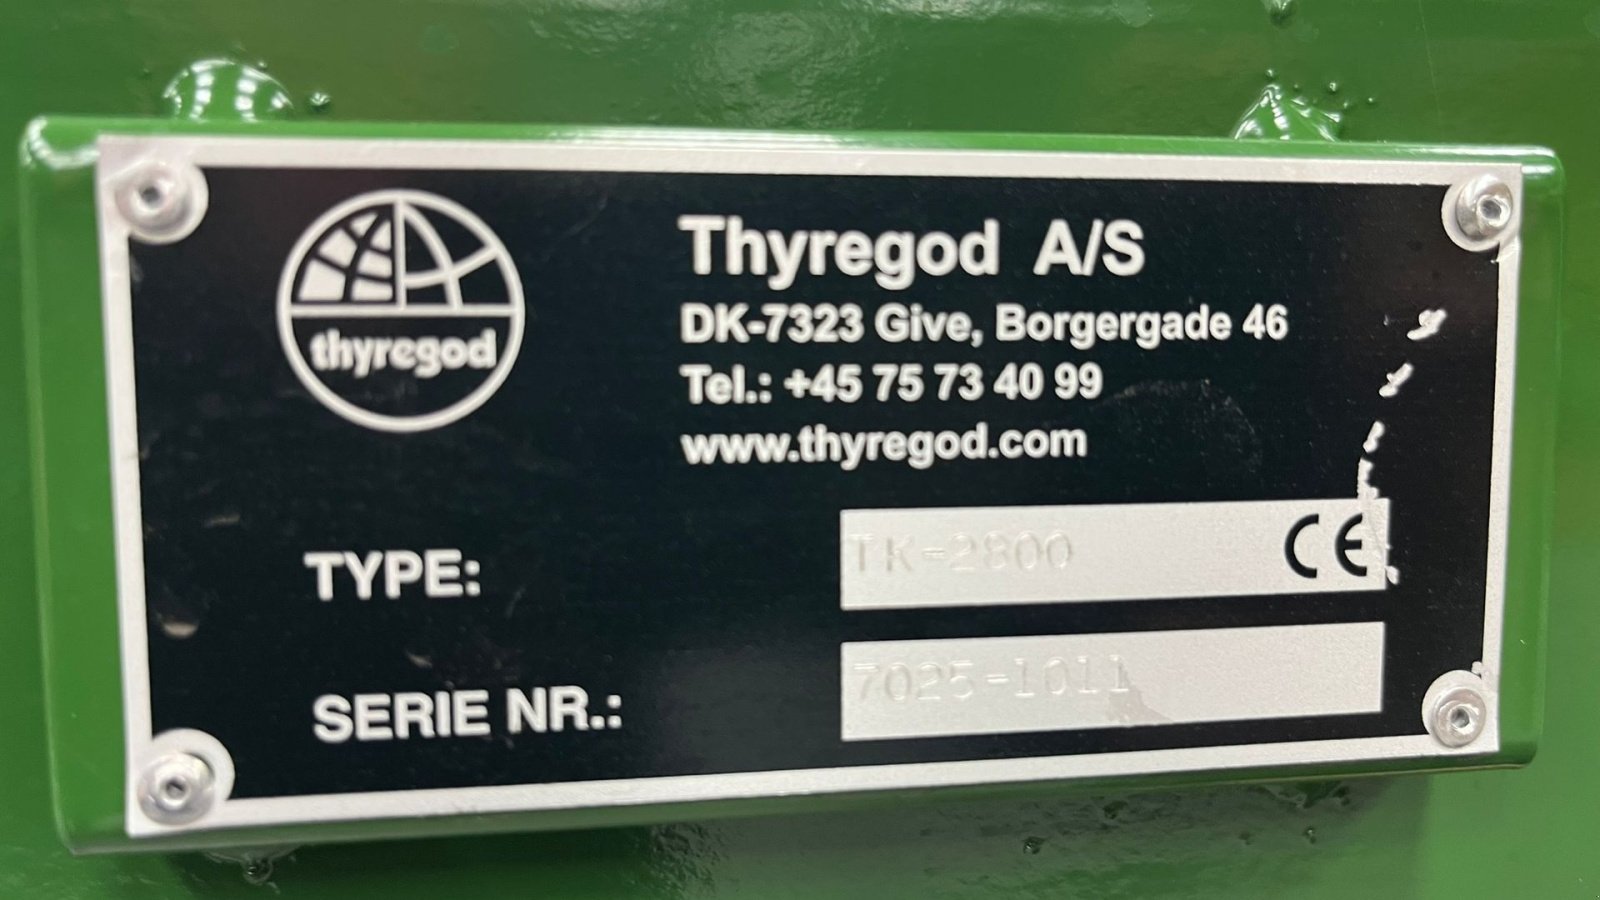 thyregod
Thyregod A/S
DK-7323 Give, Borgergade 46
Tel.: +45 75 73 40 99
www.thyregod.com
TYPE: TK-2800 CE
SERIE NR.: 7025-1011